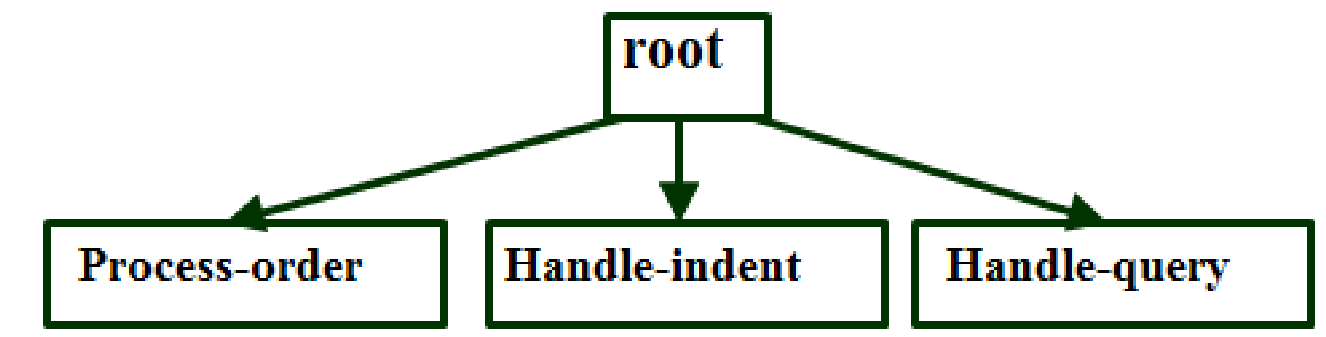 root
Process-order
Handle-indent
Handle-query